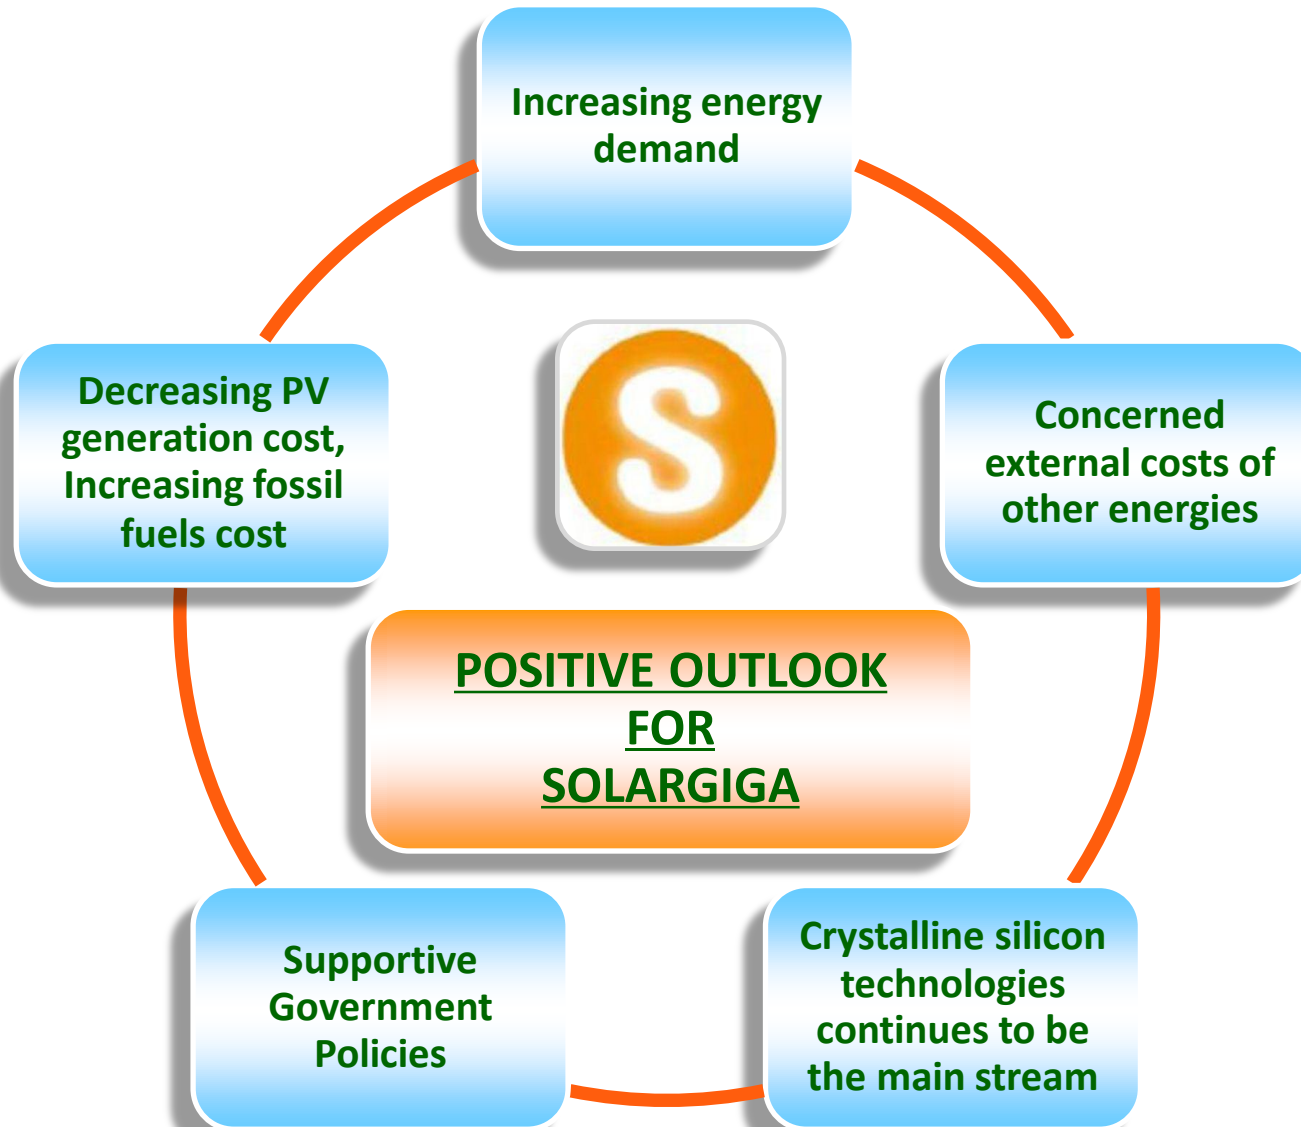 Increasing energy
demand
Decreasing PV
generation cost,
Increasing fossil
fuels cost
S
Concerned
external costs of
other energies
POSITIVE OUTLOOK
FOR
SOLARGIGA
Supportive
Government
Policies
Crystalline silicon
technologies
continues to be
the main stream